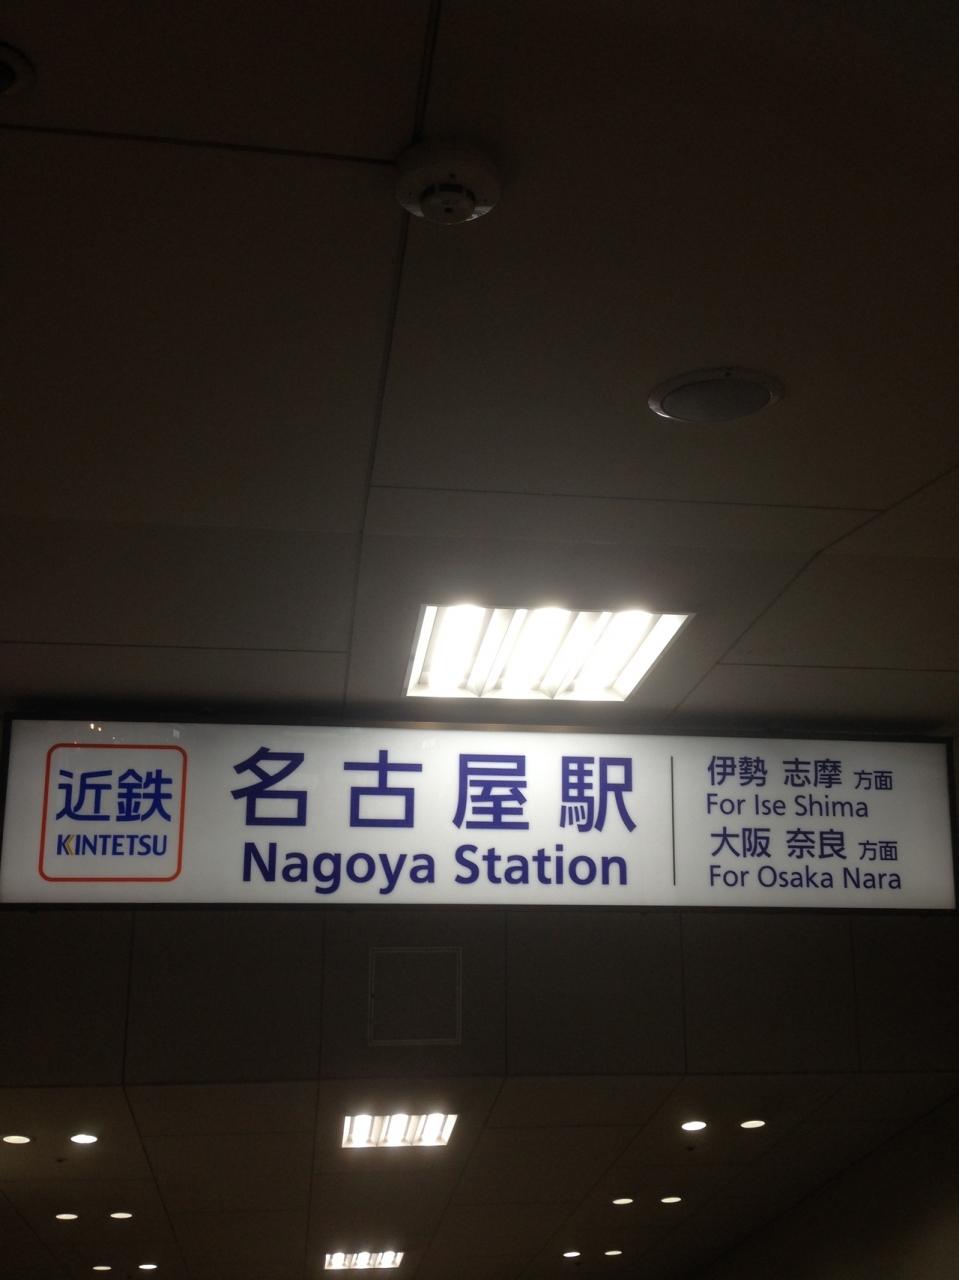 近鉄
KINTETSU
名古屋駅
Nagoya Station
伊勢 志摩 方面
For Ise Shima
大阪 奈良 方面
For Osaka Nara